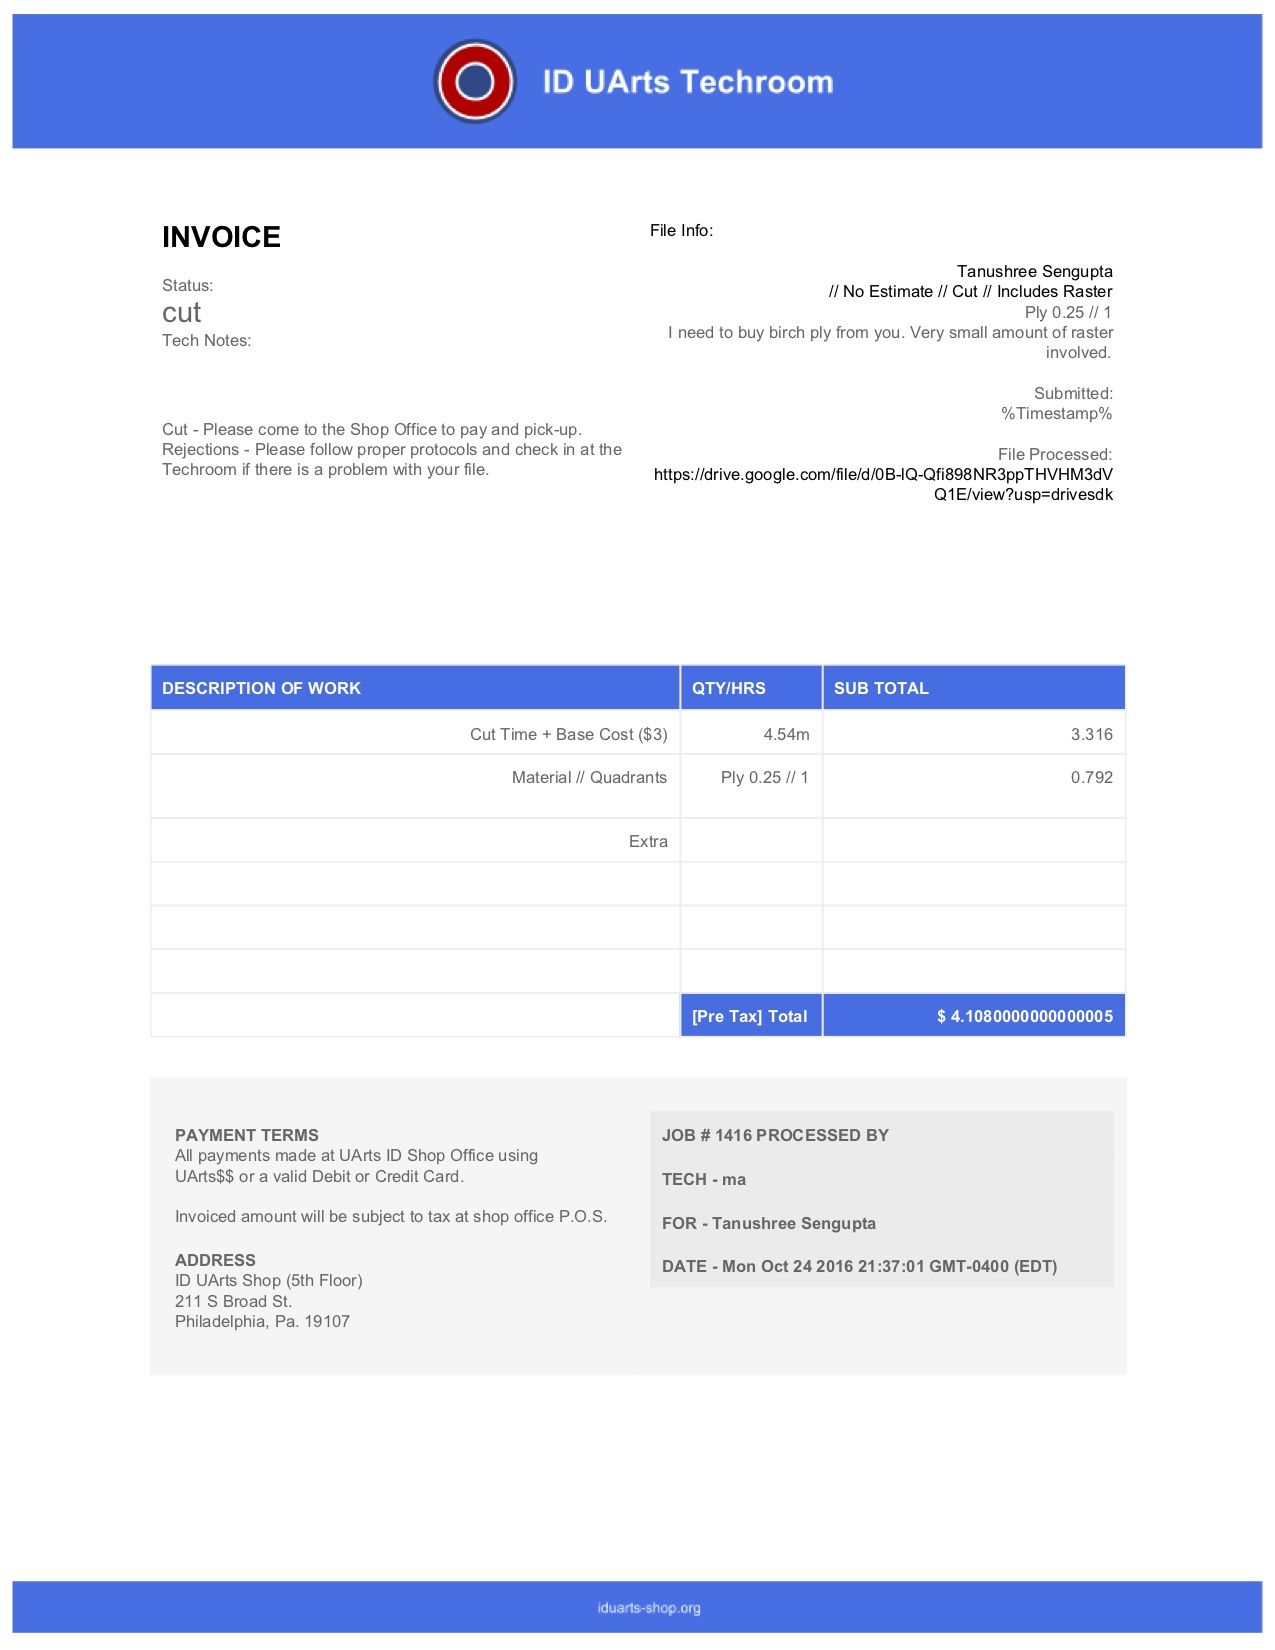 ID UArts Techroom
INVOICE
Status:
cut
Tech Notes:
Cut - Please come to the Shop Office to pay and pick-up.
Rejections - Please follow proper protocols and check in at the
Techroom if there is a problem with your file.
File Info:
Tanushree Sengupta
// No Estimate // Cut // Includes Raster
Ply 0.25 // 1
I need to buy birch ply from you. Very small amount of raster
involved.
Submitted:
%Timestamp%
File Processed:
https://drive.google.com/file/d/0B-lQ-Qfi898NR3ppTHVHM3dV
Q1E/view?usp=drivesdk
DESCRIPTION OF WORK QTY/HRS SUB TOTAL
Cut Time + Base Cost ($3) 4.54m 3.316
Material // Quadrants Ply 0.25 // 1 0.792
Extra
[Pre Tax] Total $ 4.1080000000000005
PAYMENT TERMS
All payments made at UArts ID Shop Office using
UArts$$ or a valid Debit or Credit Card.
Invoiced amount will be subject to tax at shop office P.O.S.
ADDRESS
ID UArts Shop (5th Floor)
211 S Broad St.
Philadelphia, Pa. 19107
JOB # 1416 PROCESSED BY
TECH - ma
FOR - Tanushree Sengupta
DATE - Mon Oct 24 2016 21:37:01 GMT-0400 (EDT)
iduarts-shop.org